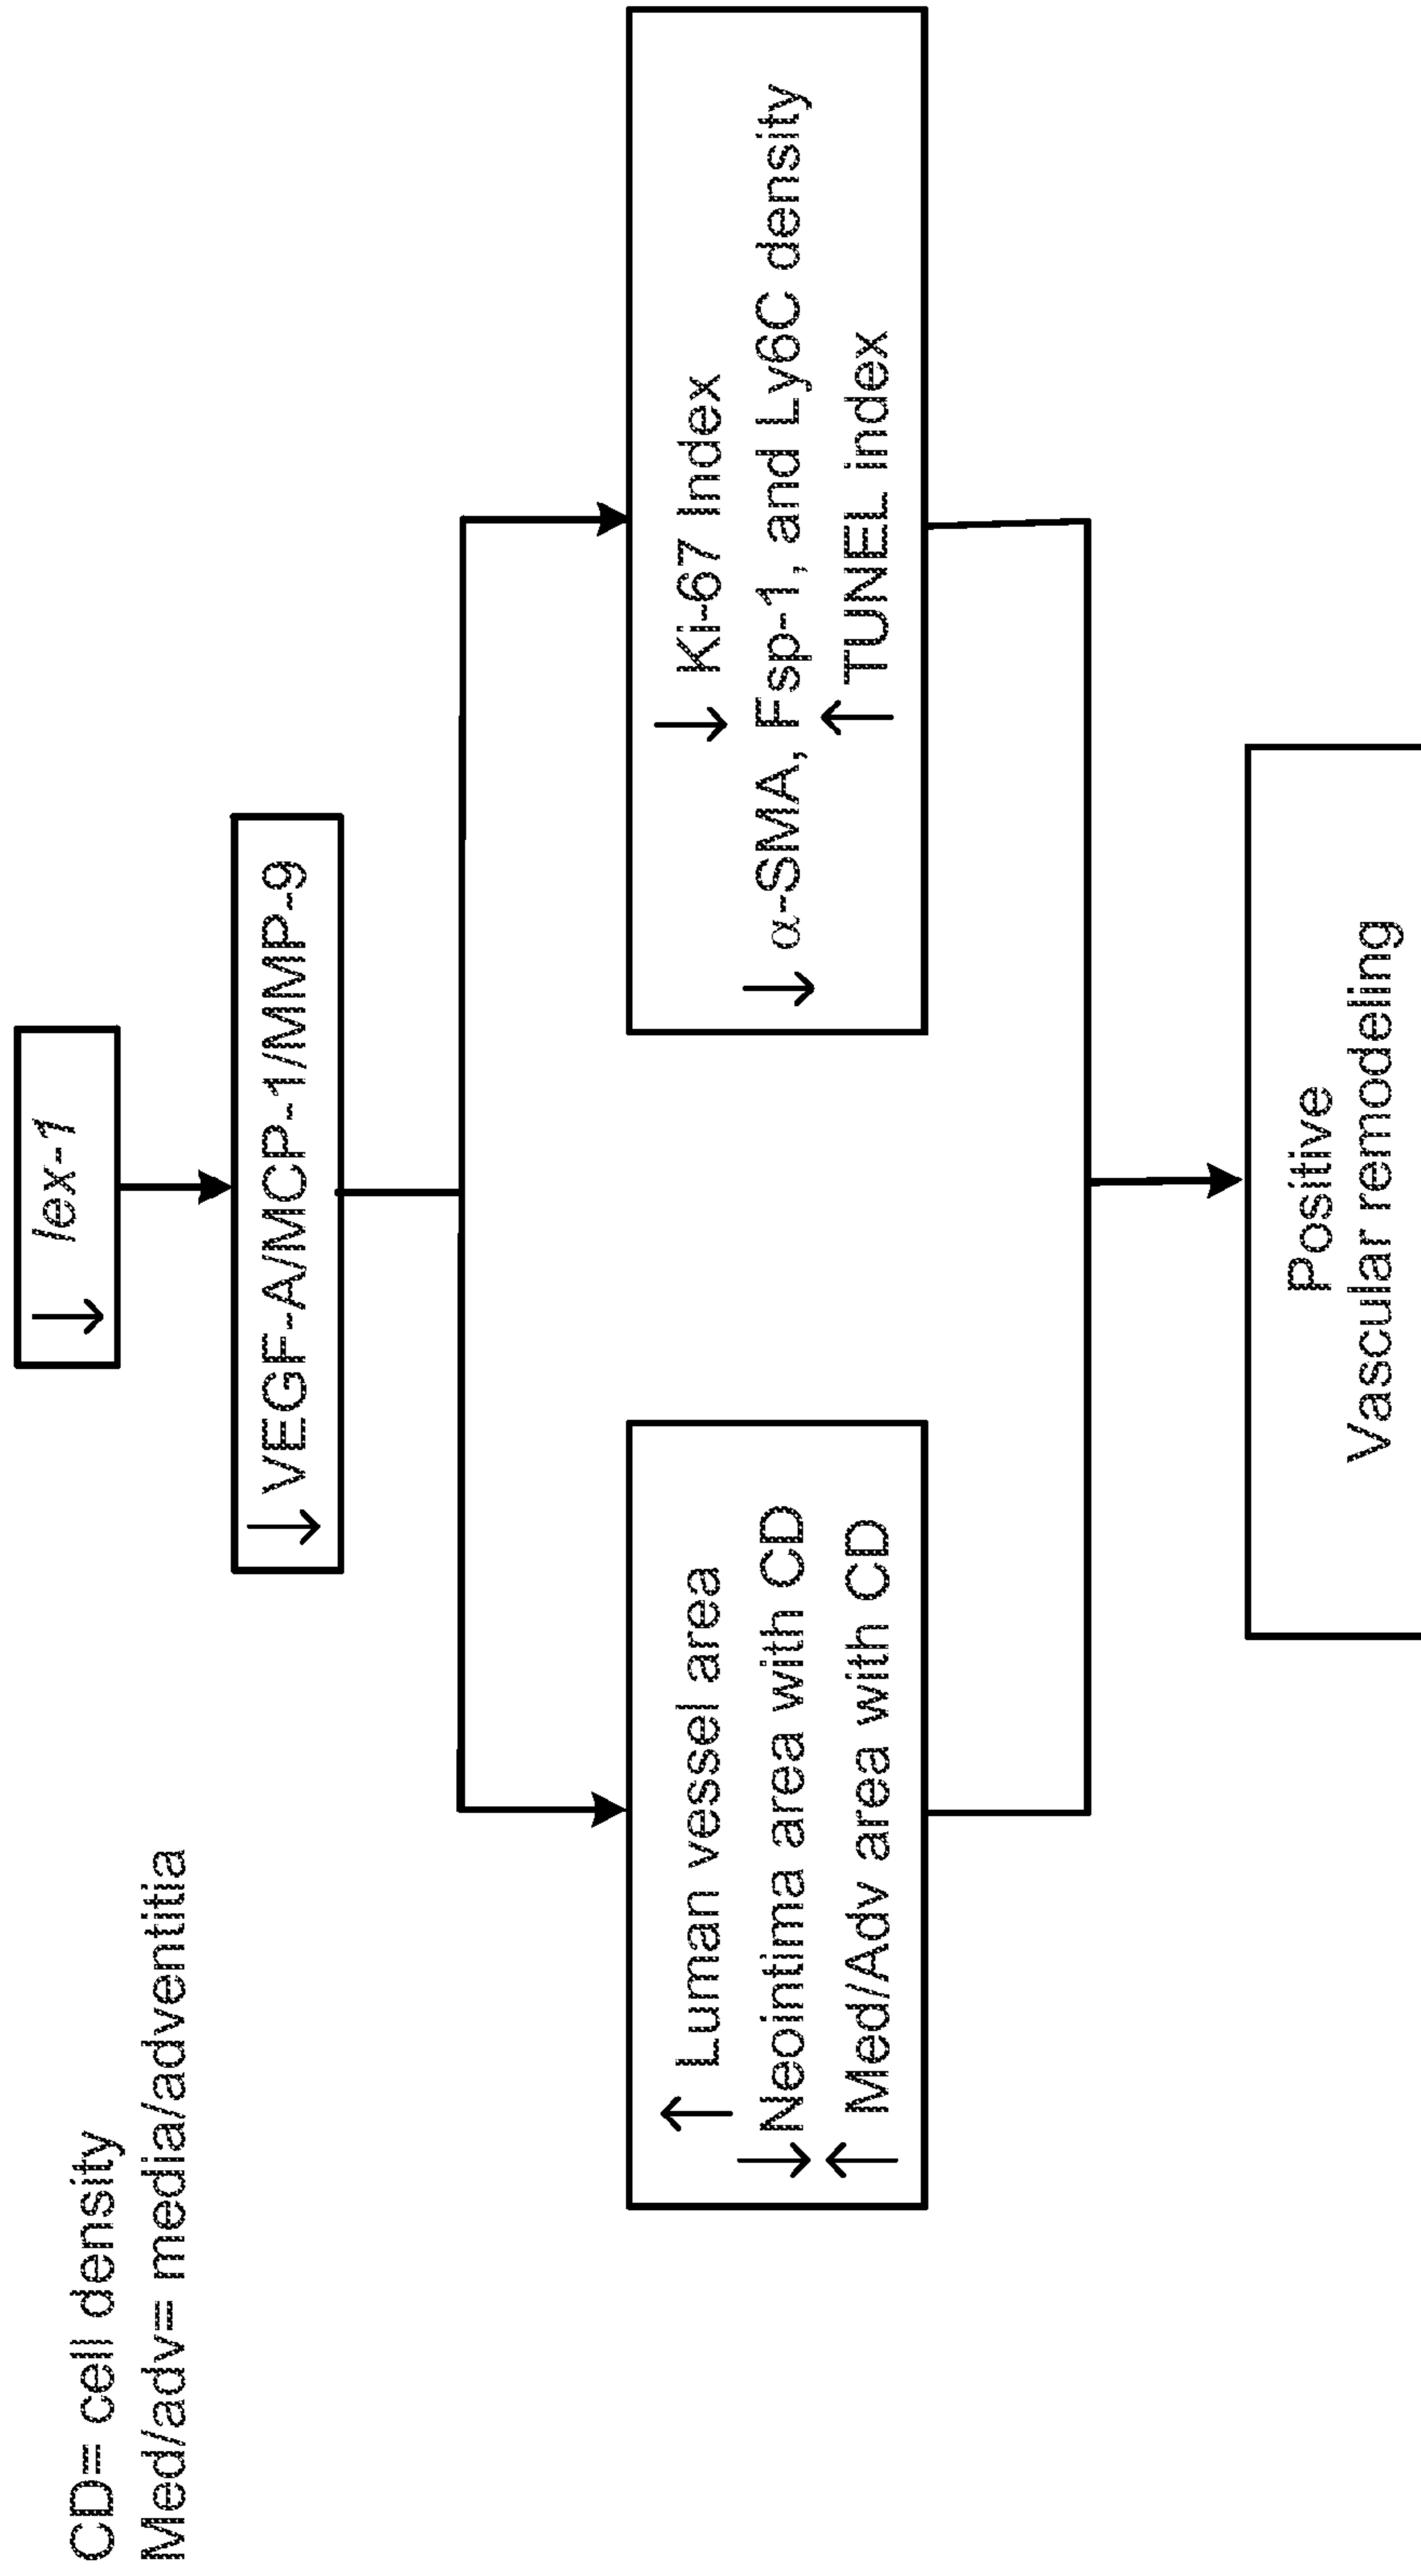 CD= cell density
Med/adv= media/adventitia
↓ Iex-1
↓ VEGF-A/MCP-1/MMP-9
↑ Luman vessel area
↓ Neointima area with CD
↑ Med/Adv area with CD
↓ Ki-67 Index
↓ α-SMA, Fsp-1, and Ly6C density
↑ TUNEL index
Positive
Vascular remodeling